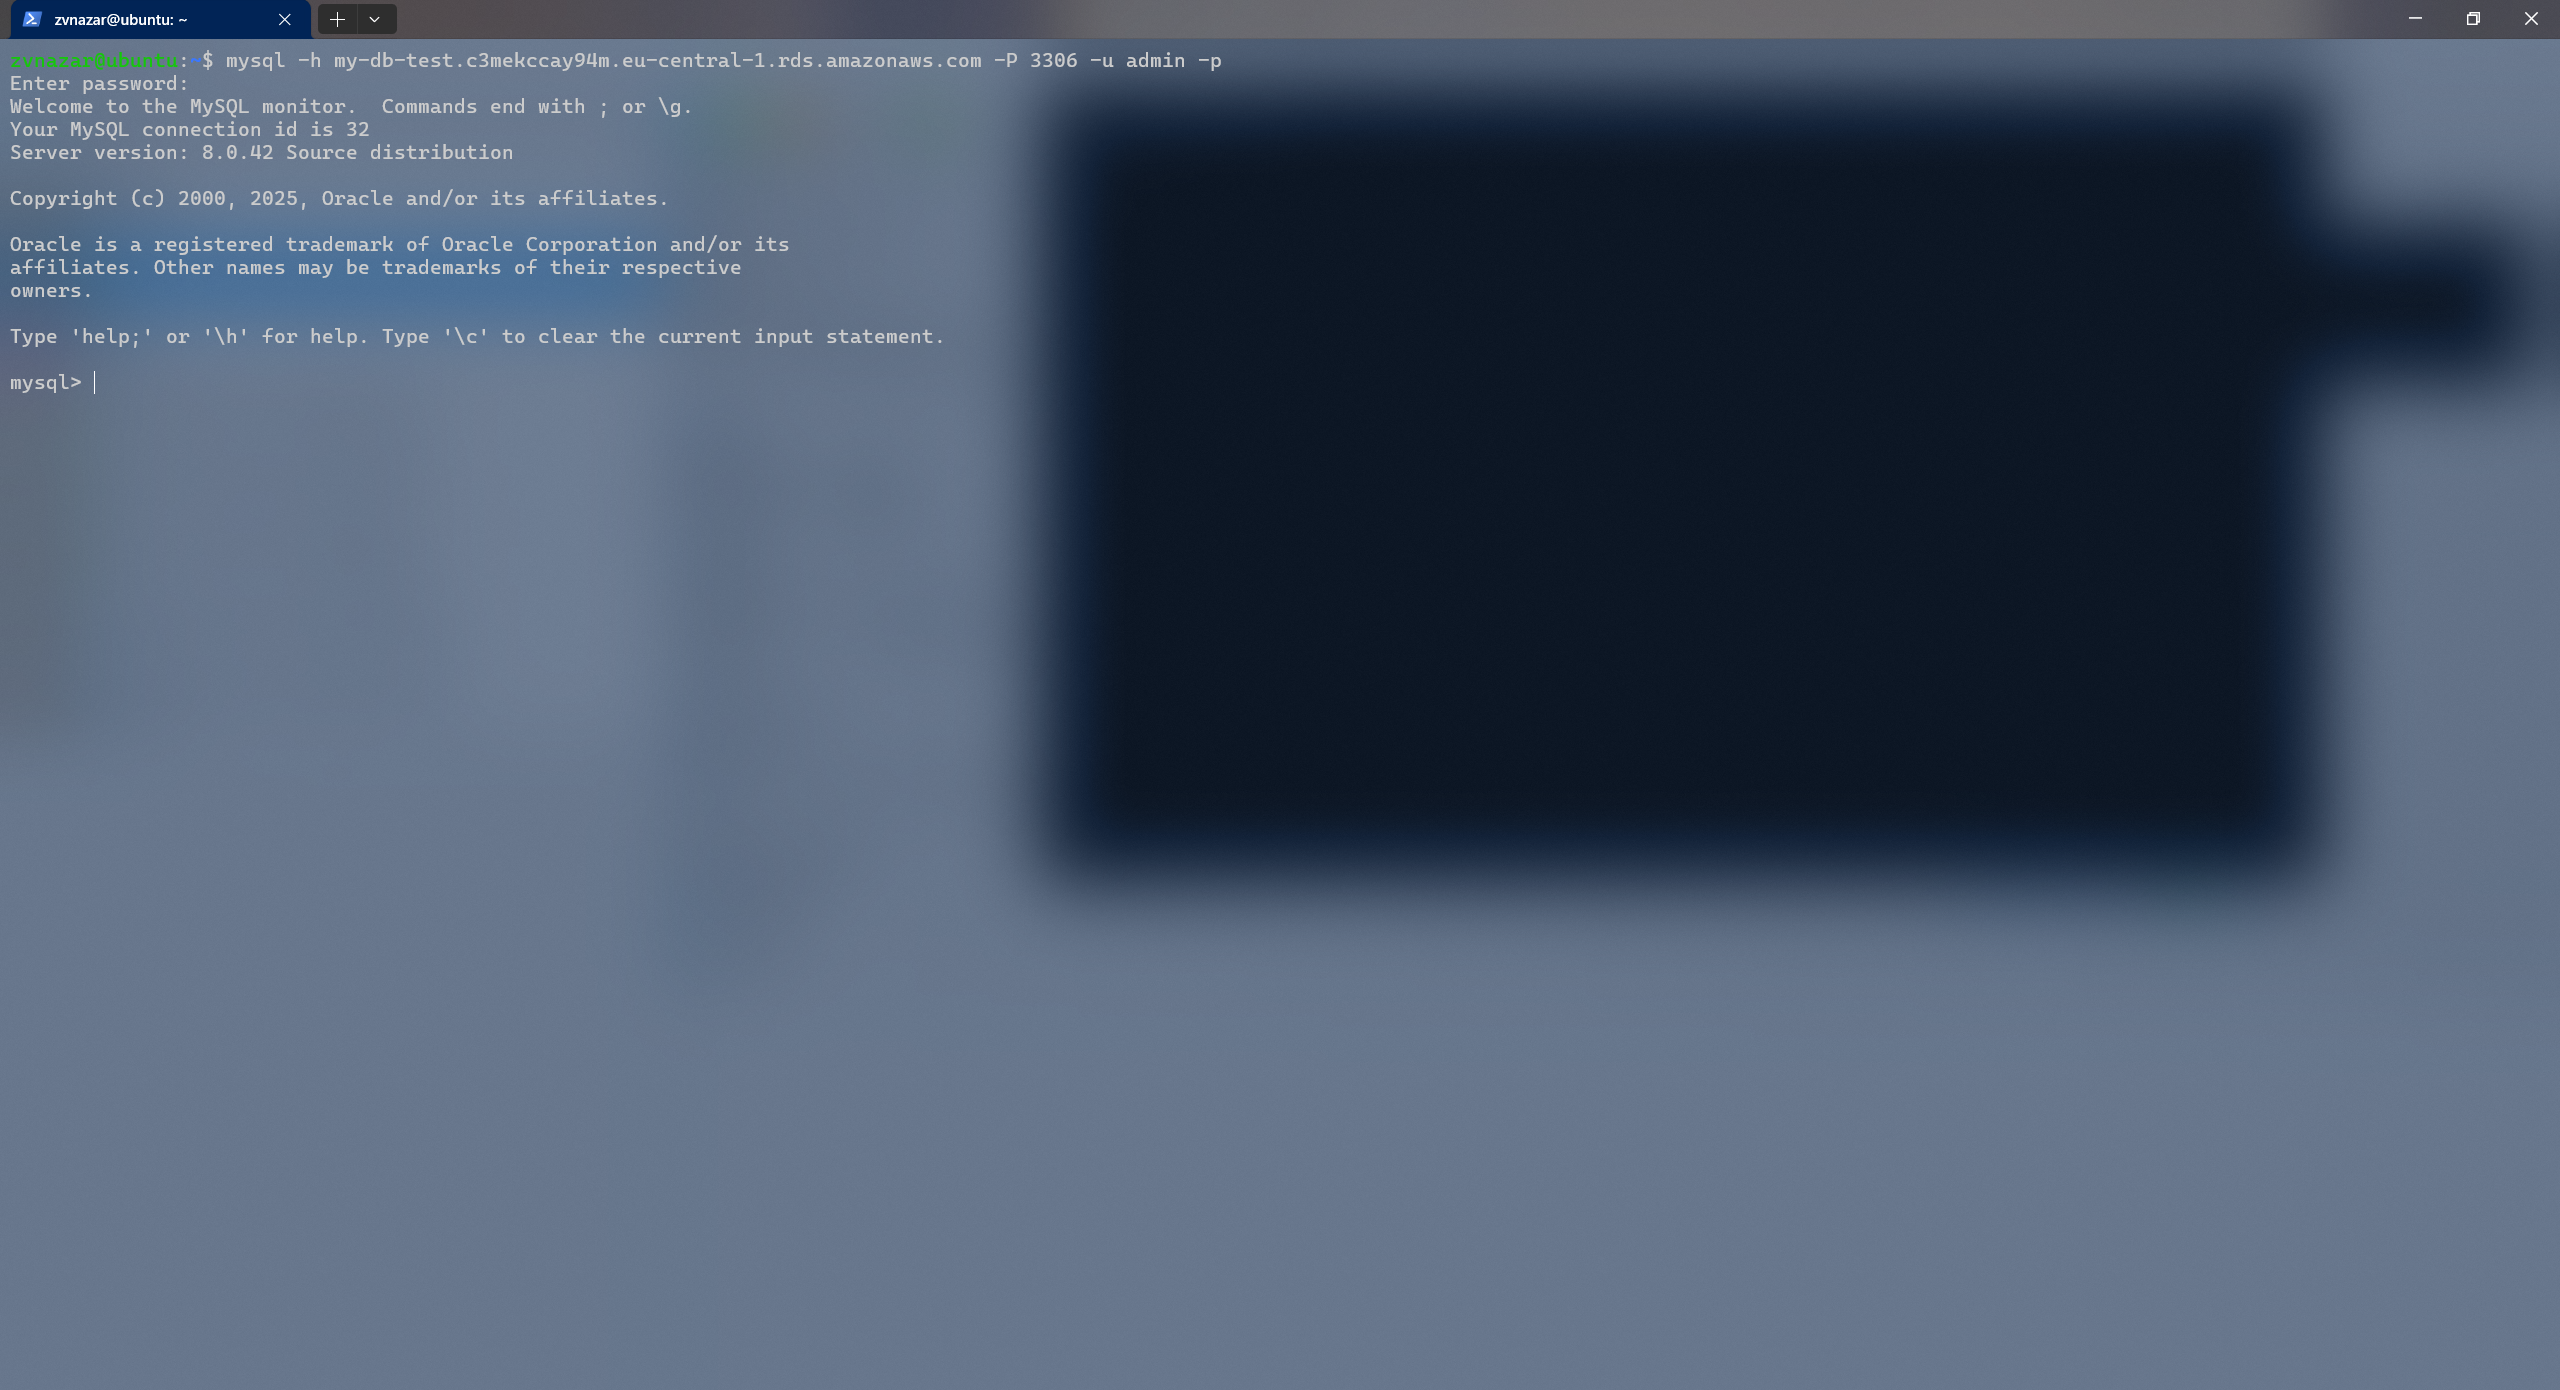 zvnazar@ubuntu: ~
zvnazar@ubuntu:~$ mysql -h my-db-test.c3mekccay94m.eu-central-1.rds.amazonaws.com -P 3306 -u admin -p
Enter password:
Welcome to the MySQL monitor.  Commands end with ; or \g.
Your MySQL connection id is 32
Server version: 8.0.42 Source distribution
Copyright (c) 2000, 2025, Oracle and/or its affiliates.
Oracle is a registered trademark of Oracle Corporation and/or its
affiliates. Other names may be trademarks of their respective
owners.
Type 'help;' or '\h' for help. Type '\c' to clear the current input statement.
mysql>